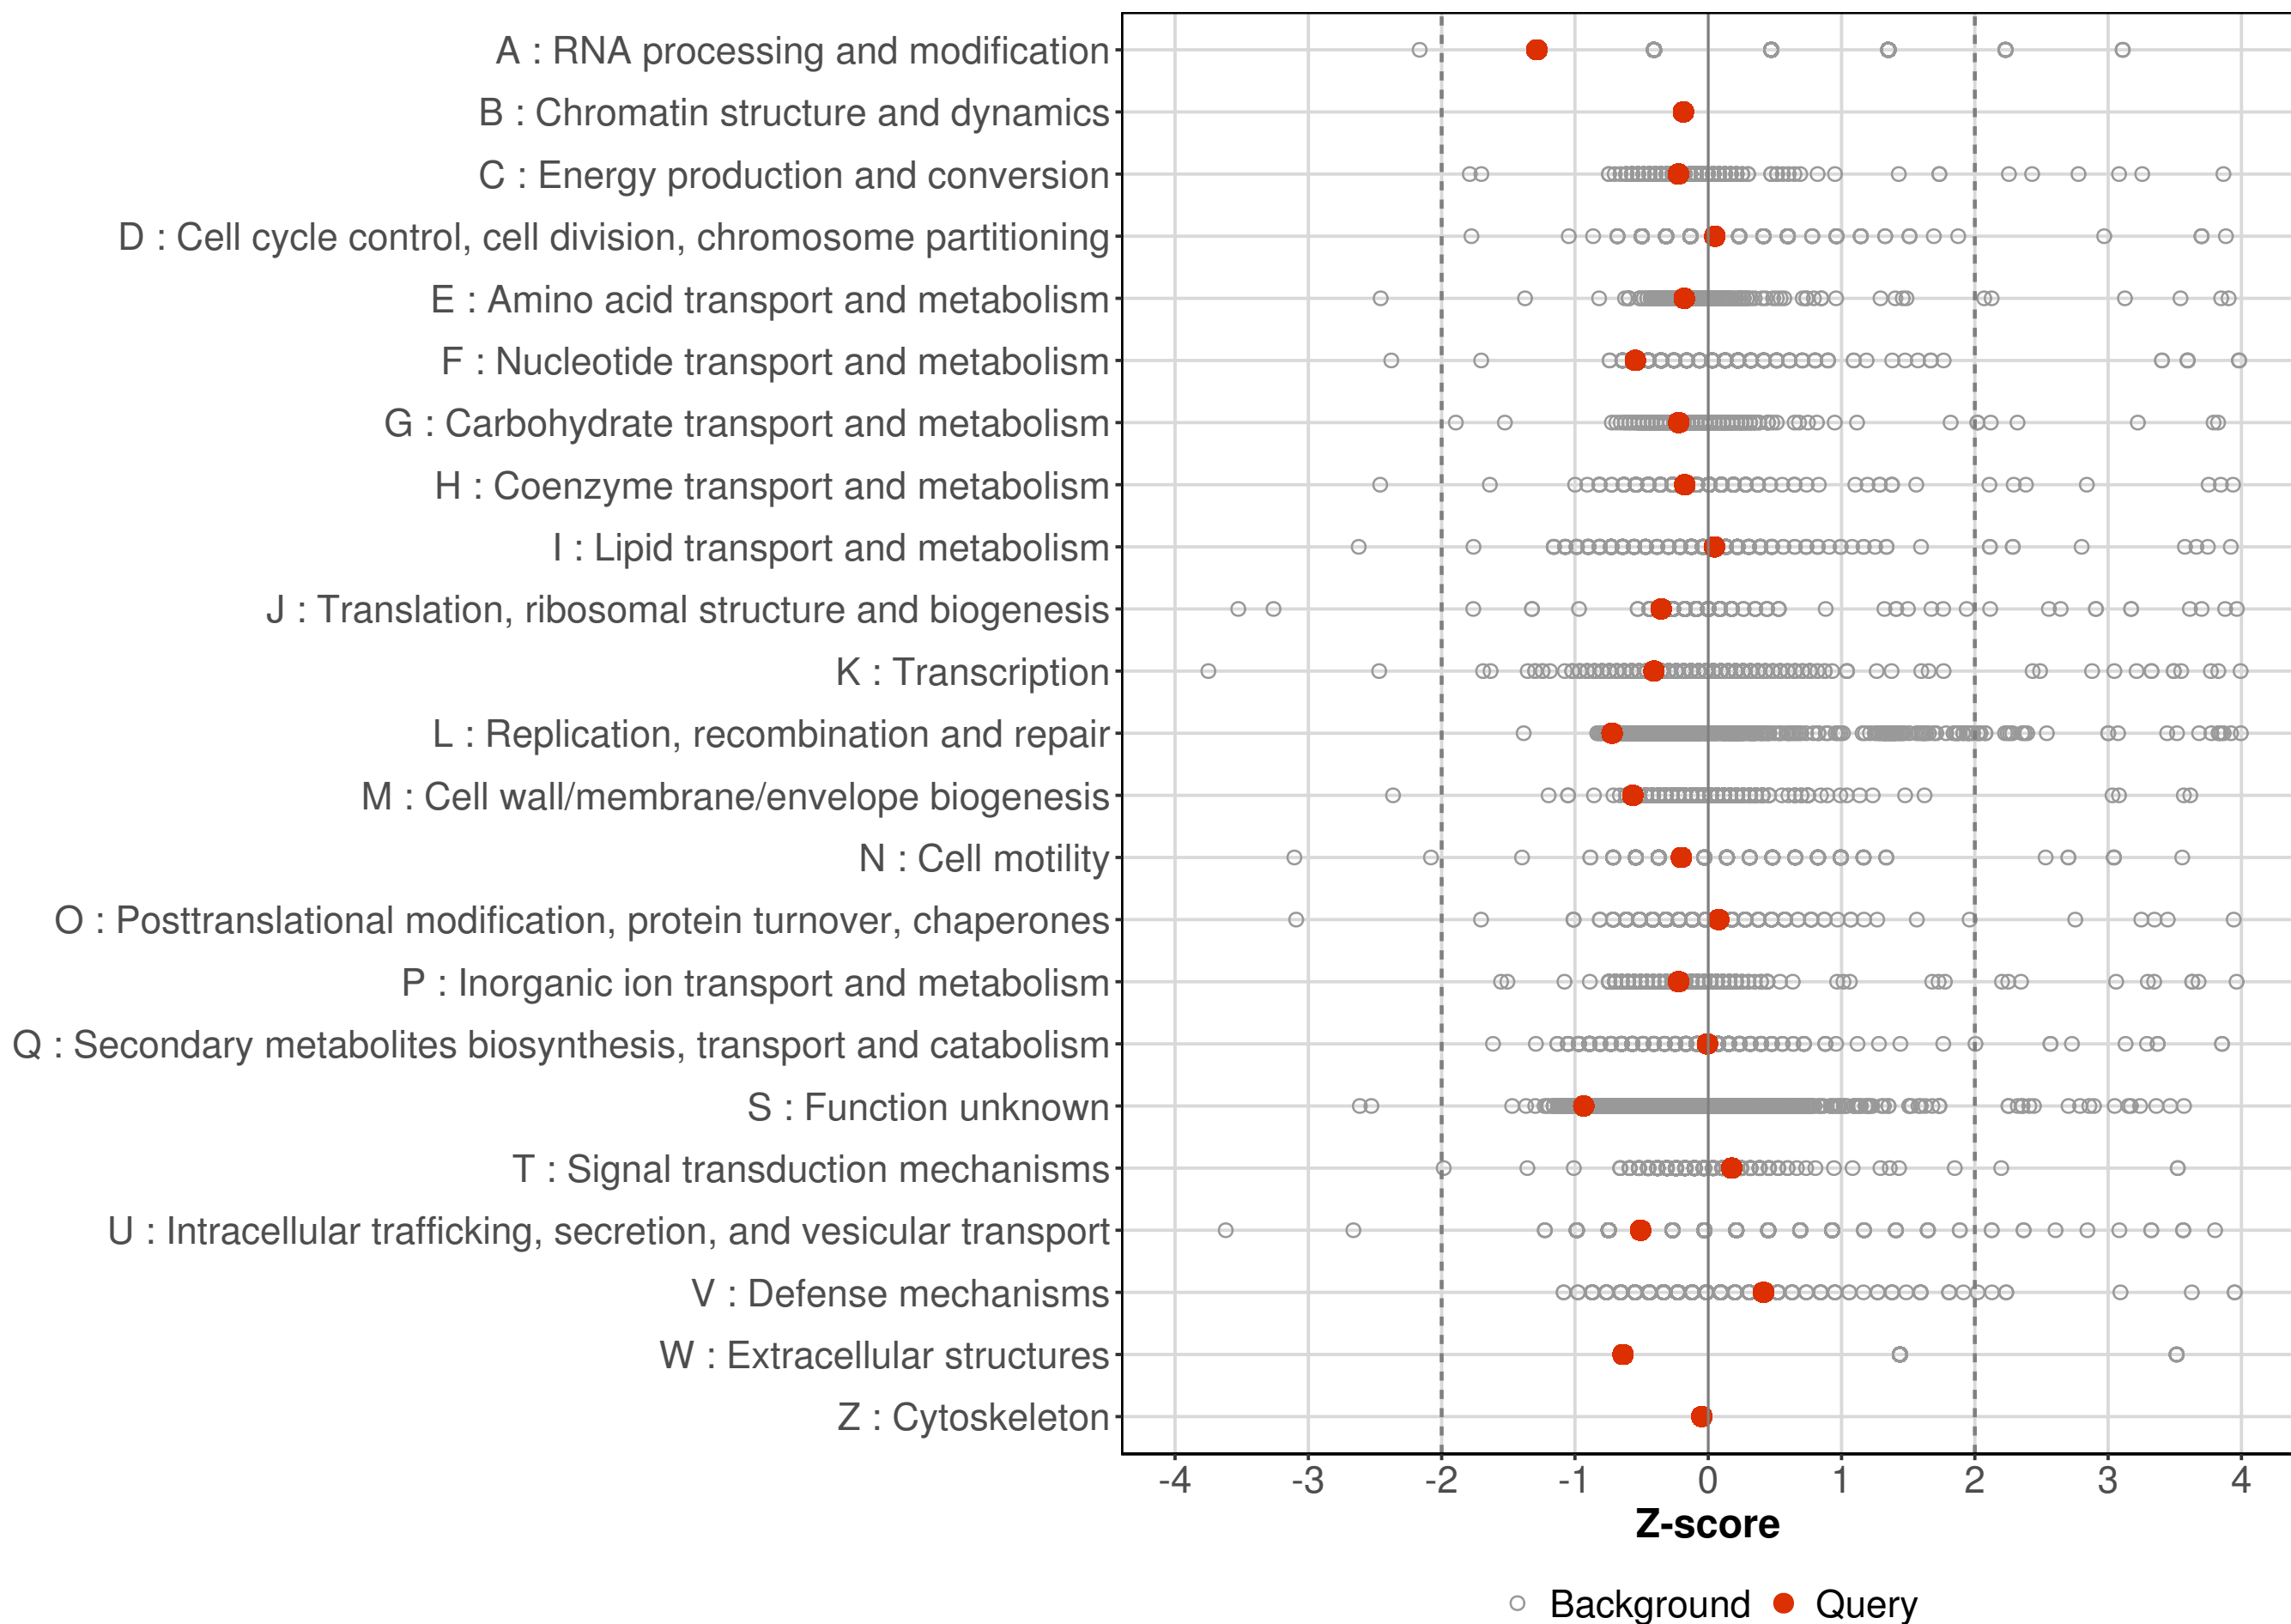 A : RNA processing and modification
B : Chromatin structure and dynamics
C : Energy production and conversion
D : Cell cycle control, cell division, chromosome partitioning
E : Amino acid transport and metabolism
F : Nucleotide transport and metabolism
G : Carbohydrate transport and metabolism
H : Coenzyme transport and metabolism
I : Lipid transport and metabolism
J : Translation, ribosomal structure and biogenesis
K : Transcription
L : Replication, recombination and repair
M : Cell wall/membrane/envelope biogenesis
N : Cell motility
O : Posttranslational modification, protein turnover, chaperones
P : Inorganic ion transport and metabolism
Q : Secondary metabolites biosynthesis, transport and catabolism
S : Function unknown
T : Signal transduction mechanisms
U : Intracellular trafficking, secretion, and vesicular transport
V : Defense mechanisms
W : Extracellular structures
Z : Cytoskeleton
-4 -3 -2 -1 0 1 2 3 4
Z-score
Background Query